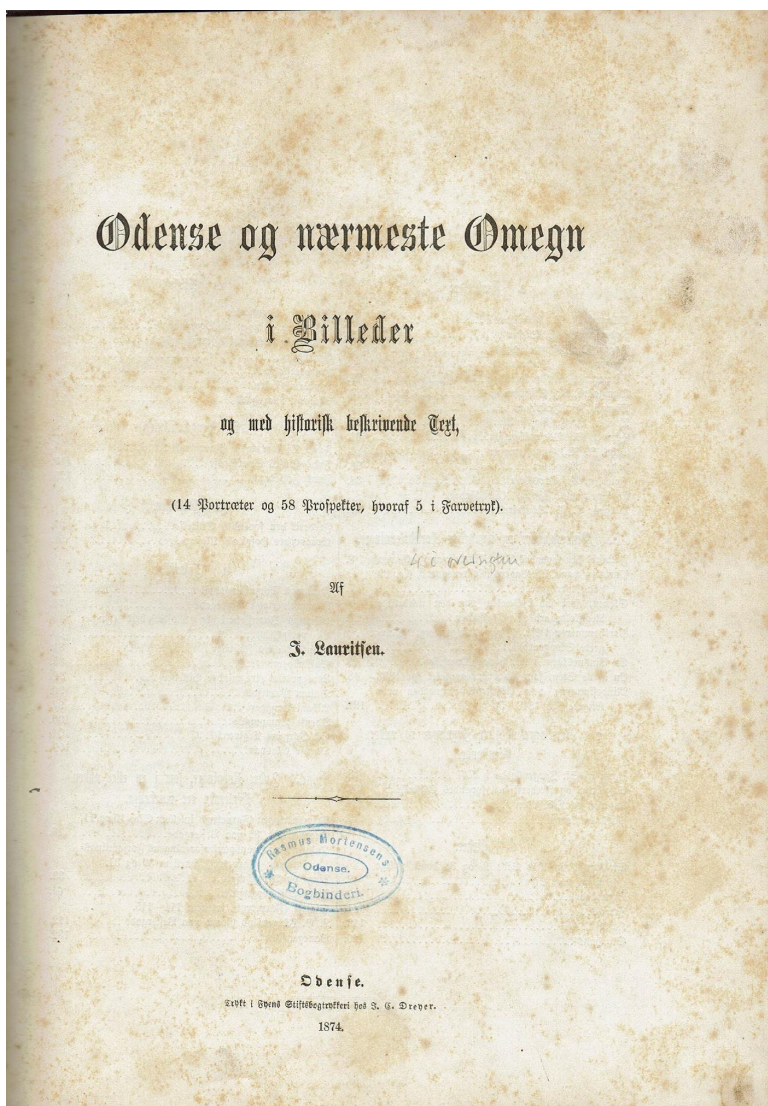 Odense og nærmeste Omegn
i Billeder
og med historisk beskrivende Text,
(14 Portræter og 58 Prospekter, hvoraf 5 i Farvetryk).
Af
J. Lauritsen.
Rasmus Mortensens
Odense.
Bogbinderi.
Odense.
Trykt i Fyens Stiftsbogtrykkeri hos J. C. Dreyer.
1874.